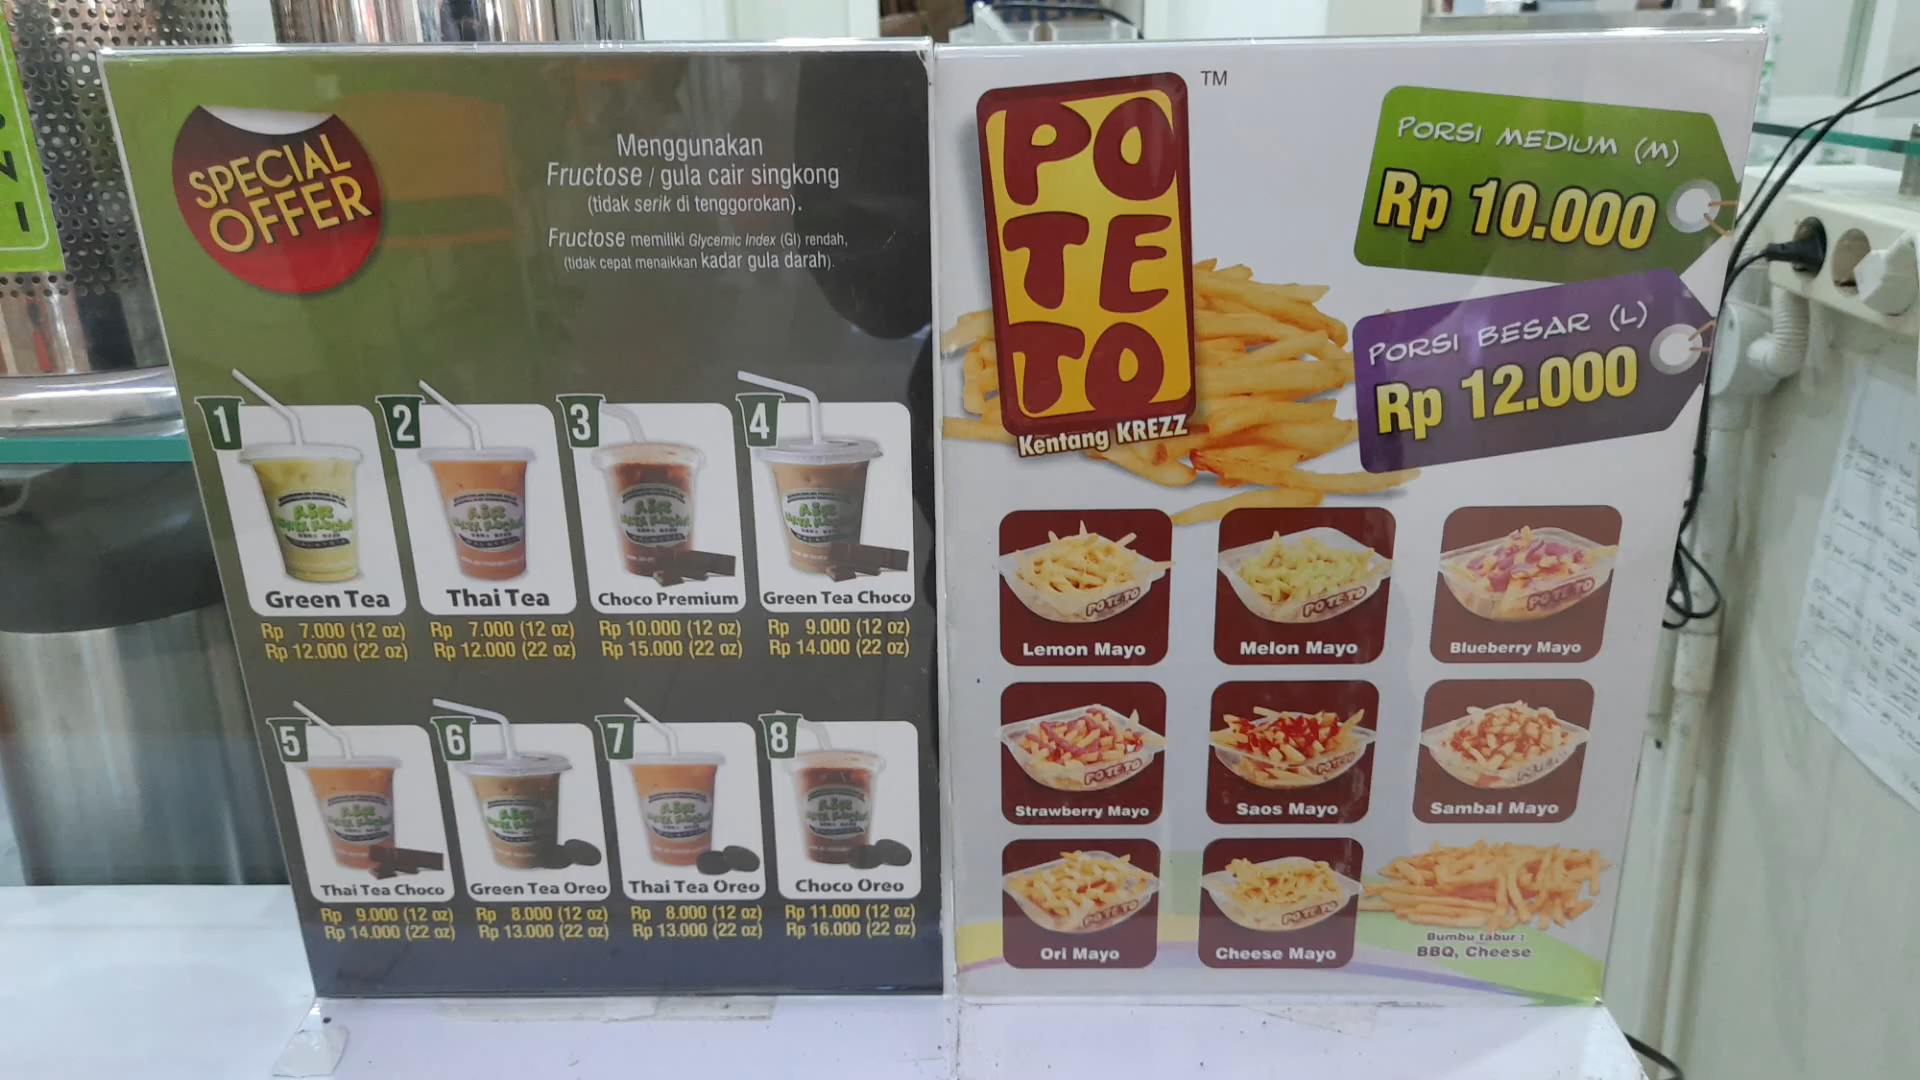 SPECIAL
OFFER
Menggunakan
Fructose / gula cair singkong
(tidak serik di tenggorokan).
Fructose memiliki Glycemic Index (GI) rendah,
(tidak cepat menaikkan kadar gula darah).
1
2
3
4
Green Tea
Thai Tea
Choco Premium
Green Tea Choco
Rp 7.000 (12 oz)
Rp 12.000 (22 oz)
Rp 7.000 (12 oz)
Rp 12.000 (22 oz)
Rp 10.000 (12 oz)
Rp 15.000 (22 oz)
Rp 9.000 (12 oz)
Rp 14.000 (22 oz)
5
6
7
8
Thai Tea Choco
Green Tea Oreo
Thai Tea Oreo
Choco Oreo
Rp 9.000 (12 oz)
Rp 14.000 (22 oz)
Rp 8.000 (12 oz)
Rp 13.000 (22 oz)
Rp 8.000 (12 oz)
Rp 13.000 (22 oz)
Rp 11.000 (12 oz)
Rp 16.000 (22 oz)
PO
TE
TO
TM
Kentang KREZZ
PORSI MEDIUM (M)
Rp 10.000
PORSI BESAR (L)
Rp 12.000
Lemon Mayo
Melon Mayo
Blueberry Mayo
Strawberry Mayo
Saos Mayo
Sambal Mayo
Ori Mayo
Cheese Mayo
Bumbu tabur :
BBQ, Cheese